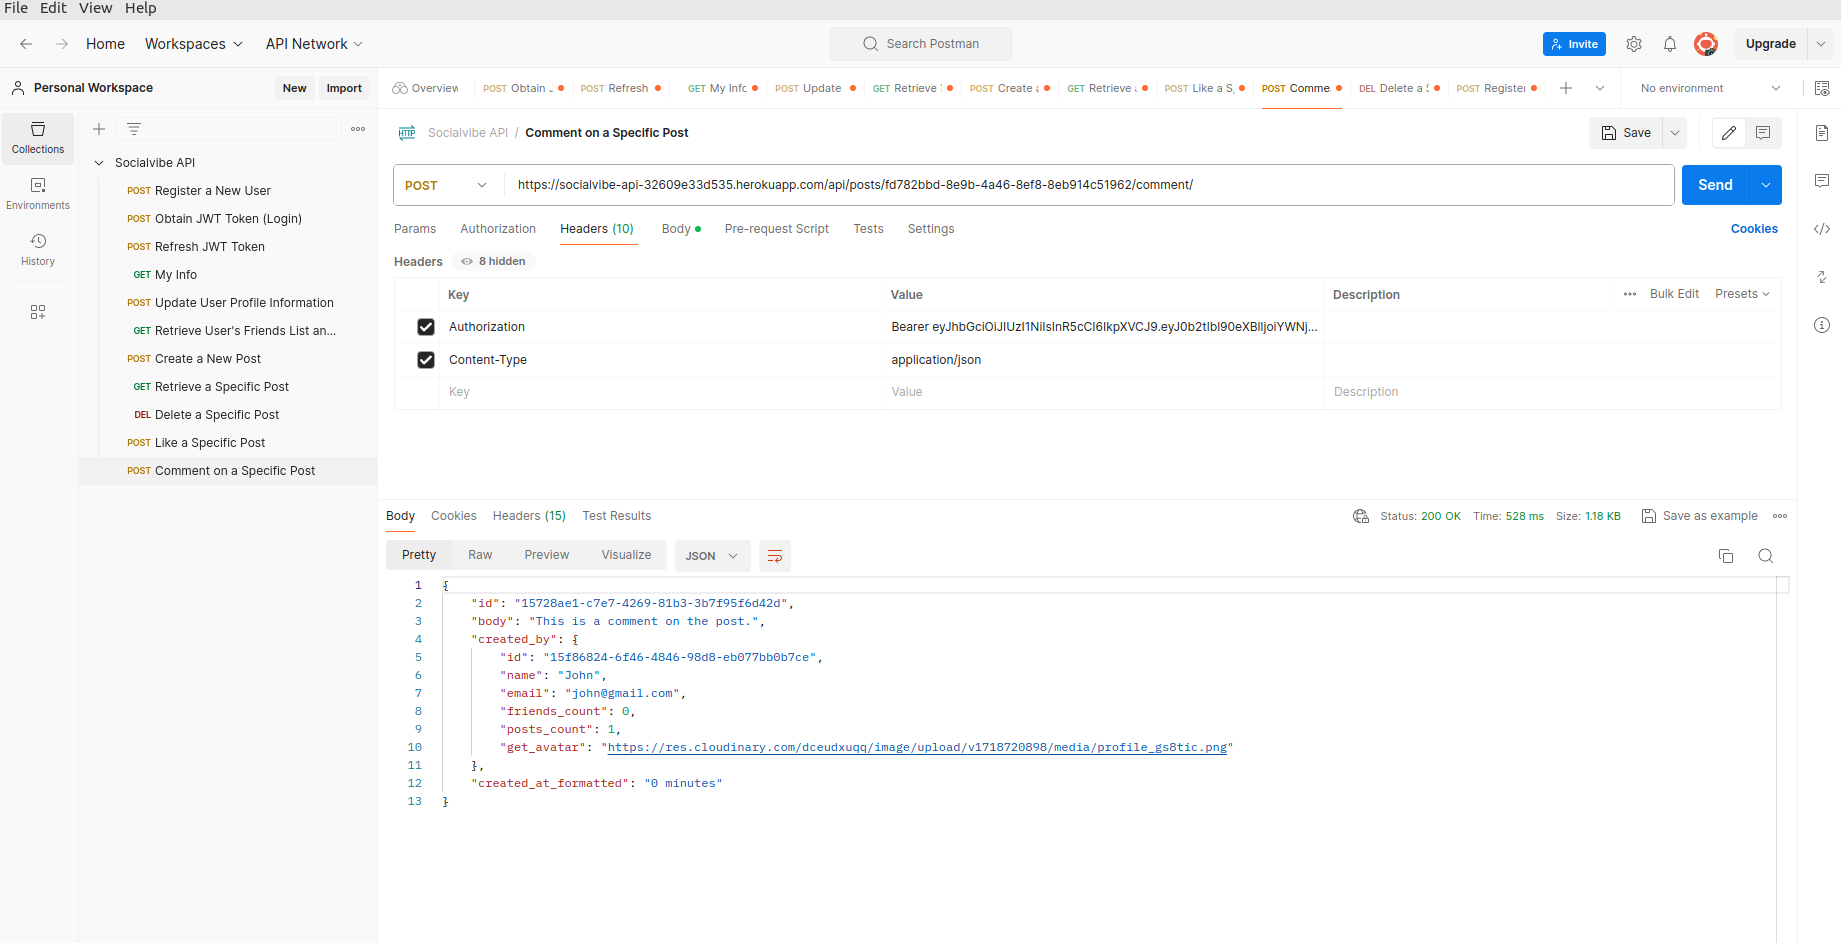 File Edit View Help
Home Workspaces API Network Search Postman Invite Upgrade
Personal Workspace New Import
Overview POST Obtain POST Refresh GET My Info POST Update GET Retrieve POST Create GET Retrieve POST Like a S POST Comme DEL Delete a POST Register No environment
Collections
Environments
History
Socialvibe API
POST Register a New User
POST Obtain JWT Token (Login)
POST Refresh JWT Token
GET My Info
POST Update User Profile Information
GET Retrieve User's Friends List an...
POST Create a New Post
GET Retrieve a Specific Post
DEL Delete a Specific Post
POST Like a Specific Post
POST Comment on a Specific Post
HTTP Socialvibe API / Comment on a Specific Post Save
POST https://socialvibe-api-32609e33d535.herokuapp.com/api/posts/fd782bbd-8e9b-4a46-8ef8-8eb914c51962/comment/ Send
Params Authorization Headers (10) Body Pre-request Script Tests Settings Cookies
Headers 8 hidden
Key Value Description Bulk Edit Presets
Authorization Bearer
Content-Type application/json
Key Value Description
Body Cookies Headers (15) Test Results Status: 200 OK Time: 528 ms Size: 1.18 KB Save as example
Pretty Raw Preview Visualize JSON
1 {
2 "id": "15728ae1-c7e7-4269-81b3-3b7f95f6d42d",
3 "body": "This is a comment on the post.",
4 "created_by": {
5 "id": "15f86824-6f46-4846-98d8-eb077bb0b7ce",
6 "name": "John",
7 "email": "john@gmail.com",
8 "friends_count": 0,
9 "posts_count": 1,
10 "get_avatar": "https://res.cloudinary.com/dceudxuqq/image/upload/v1718720898/media/profile_gs8tic.png"
11 },
12 "created_at_formatted": "0 minutes"
13 }